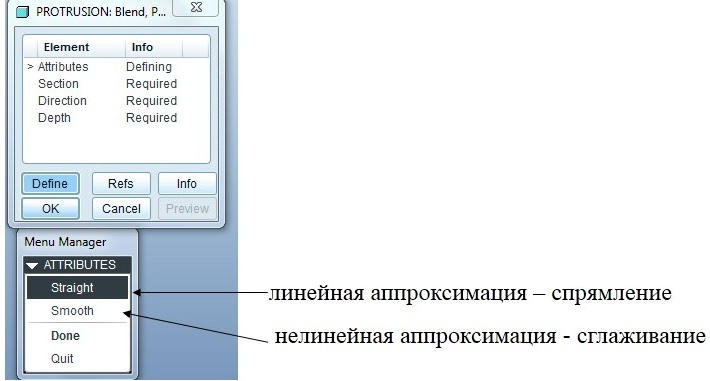 PROTRUSION: Blend, P...
Element Info
> Attributes Defining
Section Required
Direction Required
Depth Required
Define Refs Info
OK Cancel Preview
Menu Manager
ATTRIBUTES
Straight
линейная аппроксимация – спрямление
Smooth
нелинейная аппроксимация - сглаживание
Done
Quit